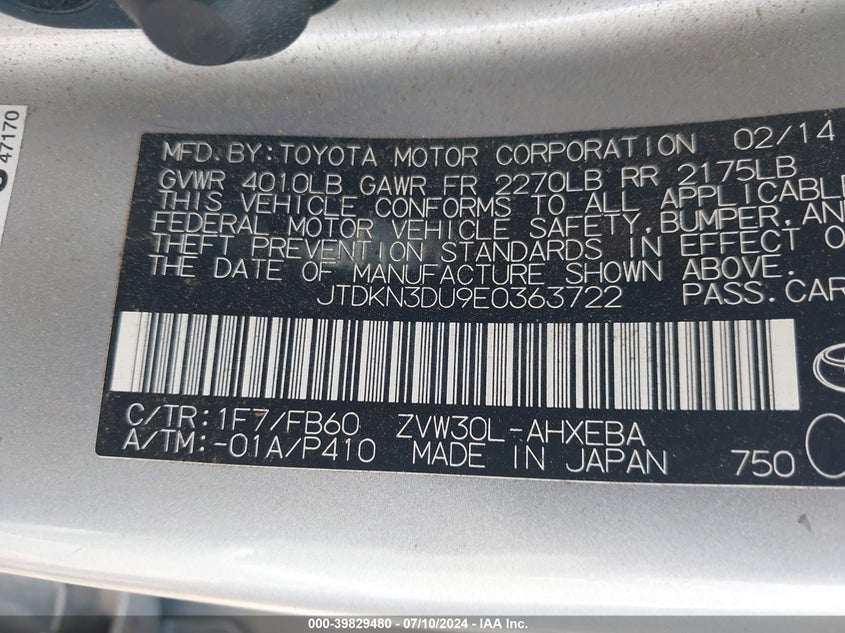 47170
MFD.BY:TOYOTA MOTOR CORPORATION 02/14
GVWR 4010LB GAWR FR 2270LB RR 2175LB
THIS VEHICLE CONFORMS TO ALL APPLICABLE
FEDERAL MOTOR VEHICLE SAFETY,BUMPER,AND
THEFT PREVENTION STANDARDS IN EFFECT O
THE DATE OF MANUFACTURE SHOWN ABOVE.
JTDKN3DU9E0363722 PASS.CAR
C/TR:1F7/FB60 ZVW30L-AHXEBA
A/TM:-01A/P410 MADE IN JAPAN 750
000-39829480 - 07/10/2024 - IAA Inc.